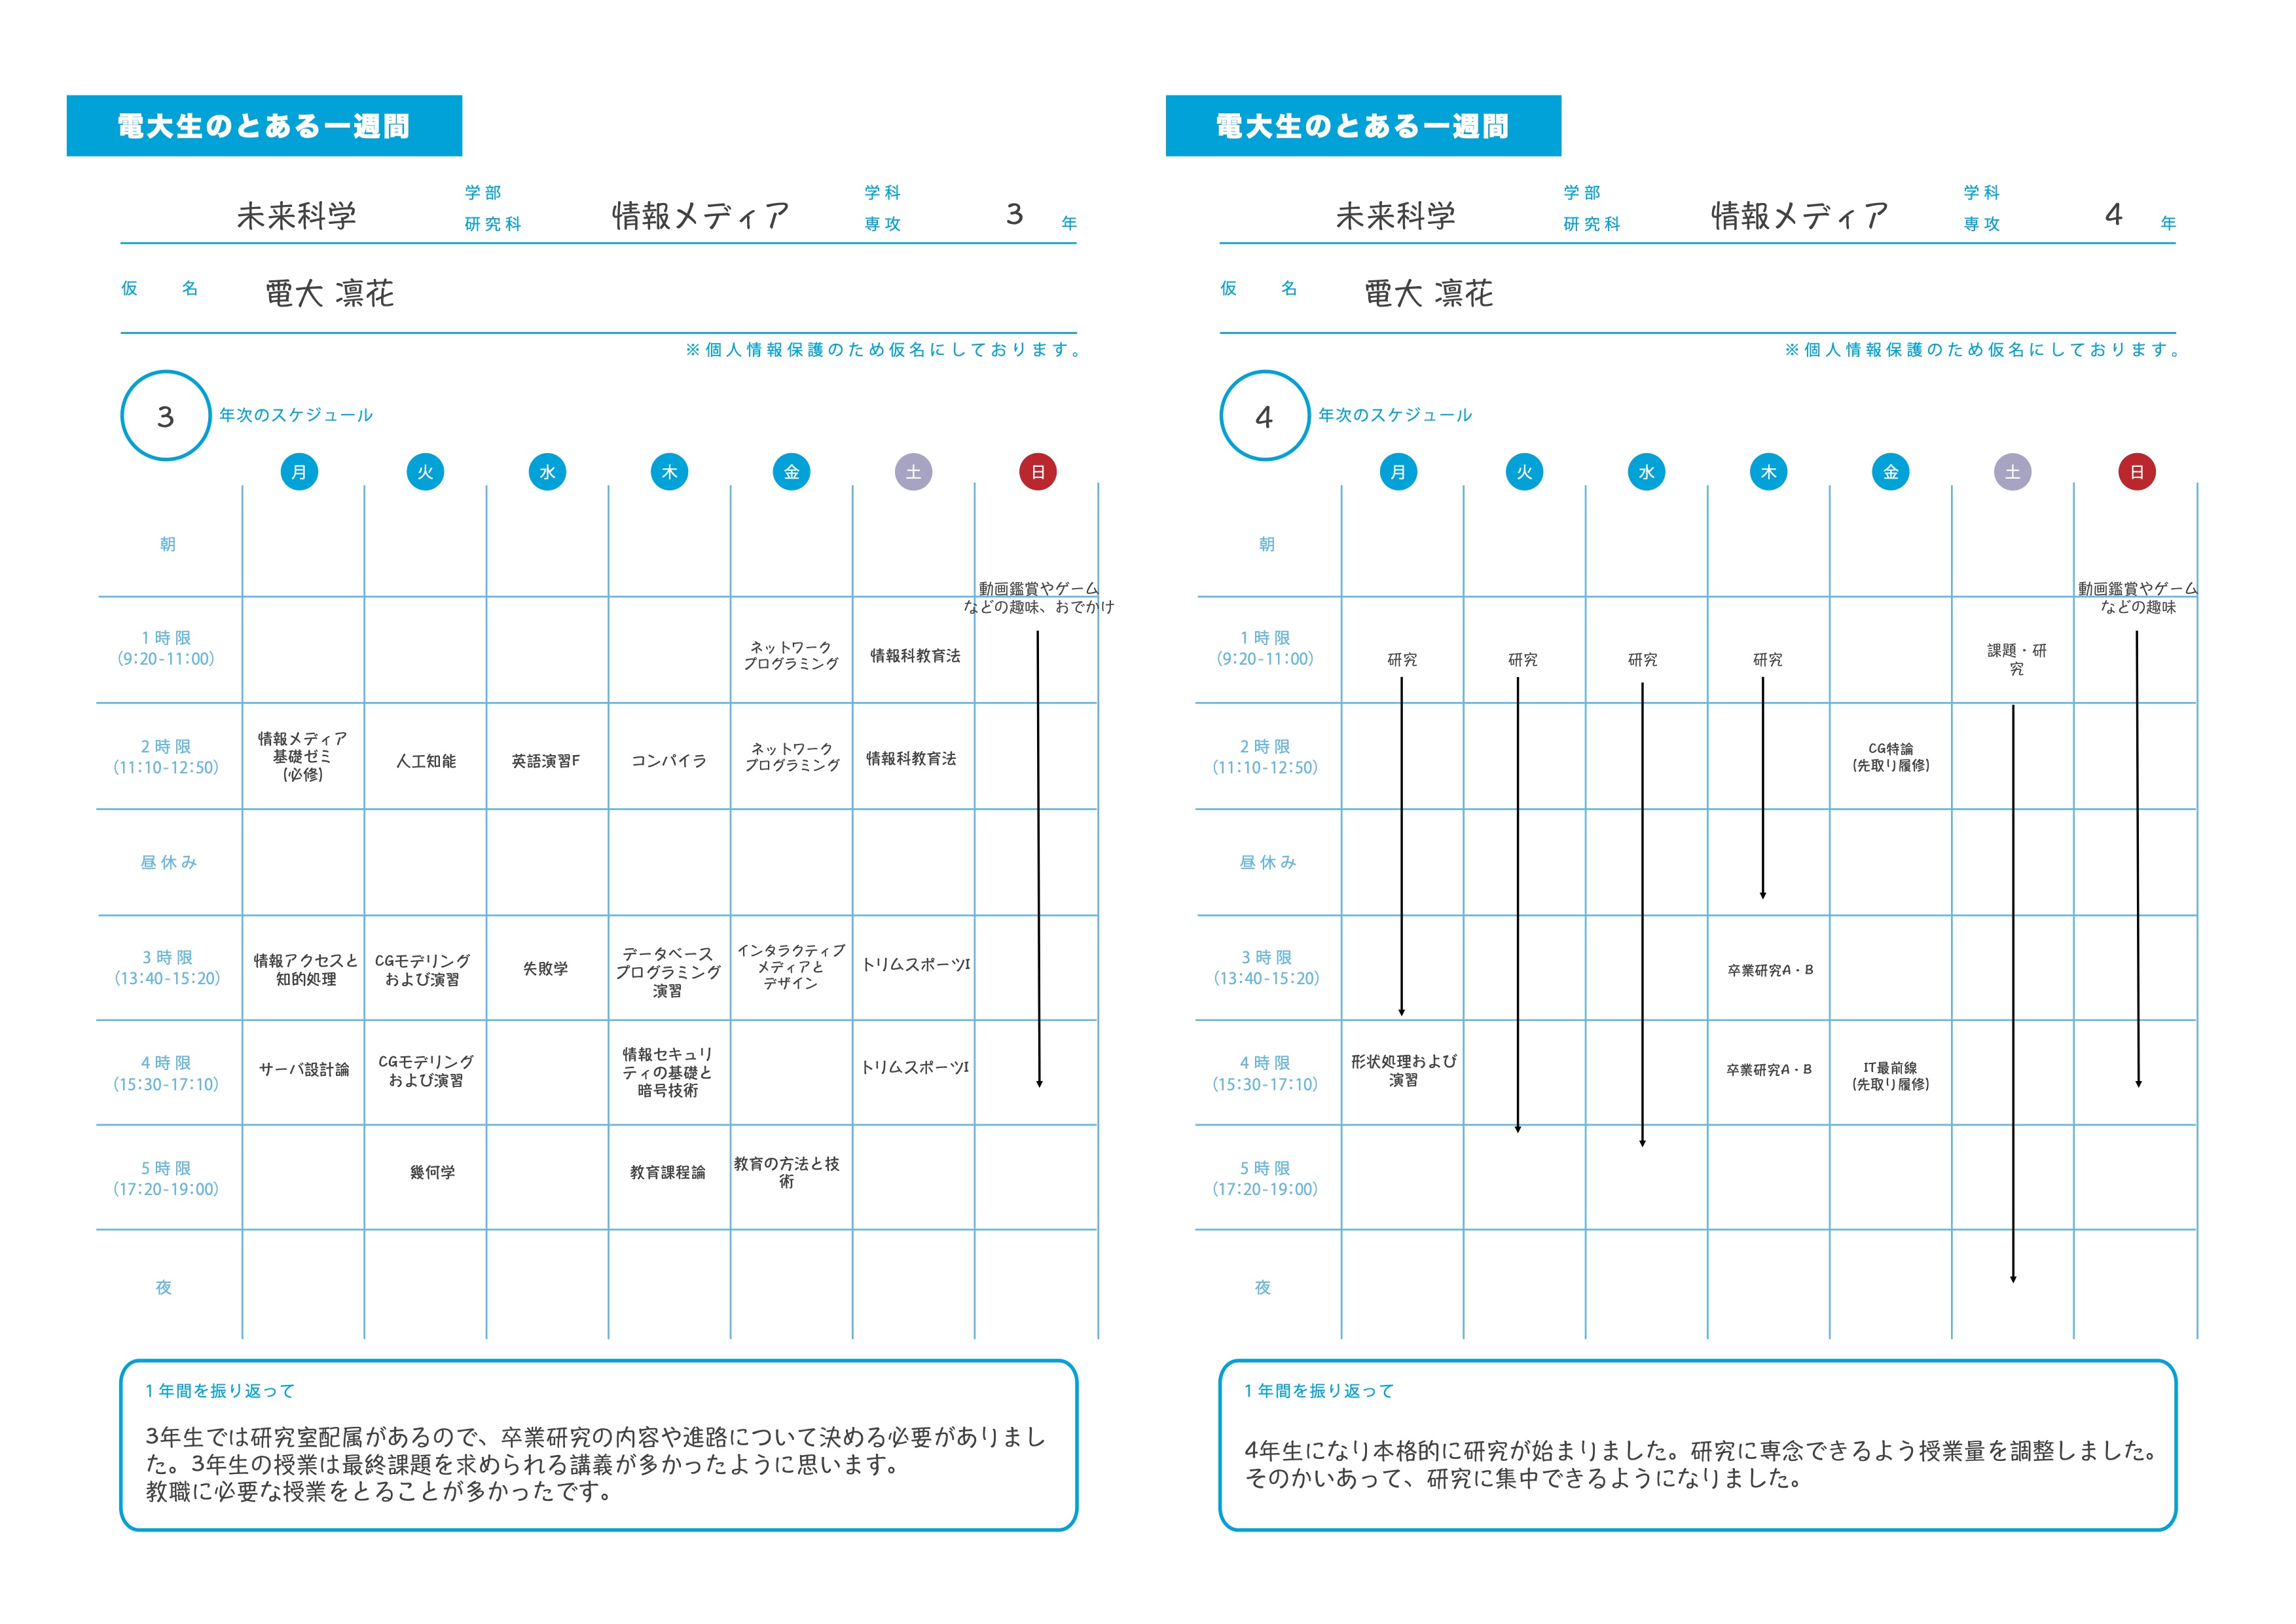 電大生のとある一週間
未来科学 学部 研究科 情報メディア 学科 専攻 3 年
仮 名 電大 凛花
※個人情報保護のため仮名にしております。
3 年次のスケジュール
月 火 水 木 金 土 日
朝
動画鑑賞やゲーム
などの趣味、おでかけ
1時限
(9:20-11:00)
ネットワーク
プログラミング
情報科教育法
2時限
(11:10-12:50)
情報メディア
基礎ゼミ
(必修)
人工知能
英語演習F
コンパイラ
ネットワーク
プログラミング
情報科教育法
昼休み
3時限
(13:40-15:20)
情報アクセスと
知的処理
CGモデリング
および演習
失敗学
データベース
プログラミング
演習
インタラクティブ
メディアと
デザイン
トリムスポーツI
4時限
(15:30-17:10)
サーバ設計論
CGモデリング
および演習
情報セキュリ
ティの基礎と
暗号技術
トリムスポーツI
5時限
(17:20-19:00)
幾何学
教育課程論
教育の方法と技
術
夜
1年間を振り返って
3年生では研究室配属があるので、卒業研究の内容や進路について決める必要がありまし
た。3年生の授業は最終課題を求められる講義が多かったように思います。
教職に必要な授業をとることが多かったです。
電大生のとある一週間
未来科学 学部 研究科 情報メディア 学科 専攻 4 年
仮 名 電大 凛花
※個人情報保護のため仮名にしております。
4 年次のスケジュール
月 火 水 木 金 土 日
朝
動画鑑賞やゲーム
などの趣味
1時限
(9:20-11:00)
研究
研究
研究
研究
課題・研
究
2時限
(11:10-12:50)
CG特論
(先取り履修)
昼休み
3時限
(13:40-15:20)
卒業研究A・B
4時限
(15:30-17:10)
形状処理および
演習
卒業研究A・B
IT最前線
(先取り履修)
5時限
(17:20-19:00)
夜
1年間を振り返って
4年生になり本格的に研究が始まりました。研究に専念できるよう授業量を調整しました。
そのかいあって、研究に集中できるようになりました。